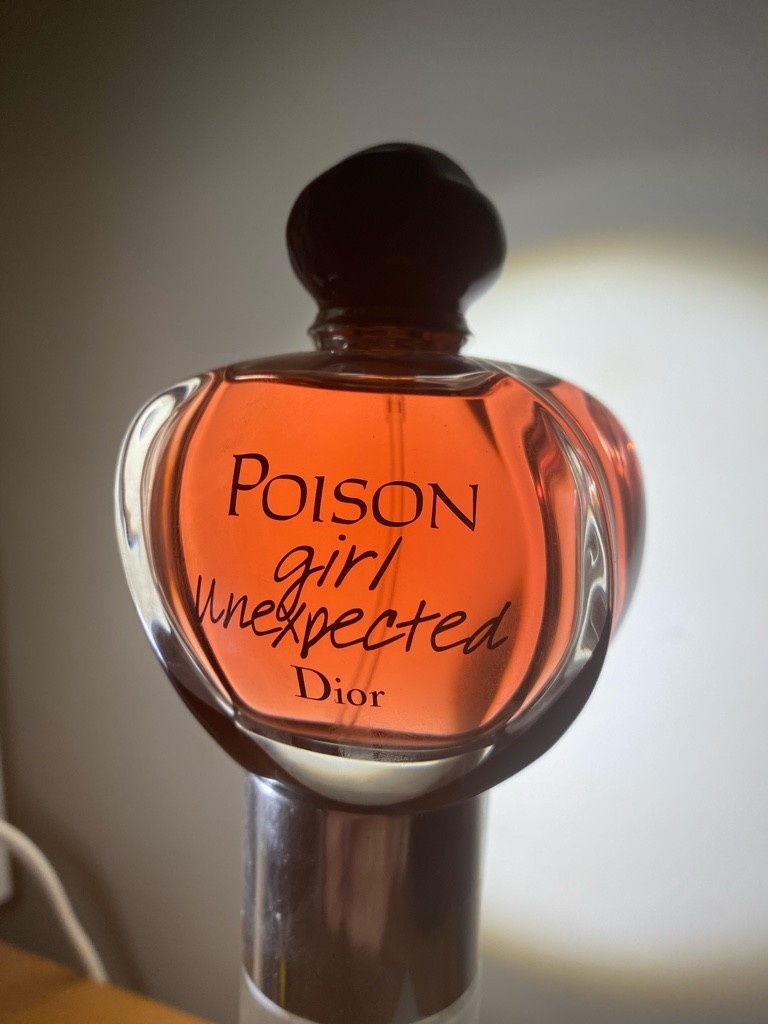 POISON
girl
unexpected
Dior